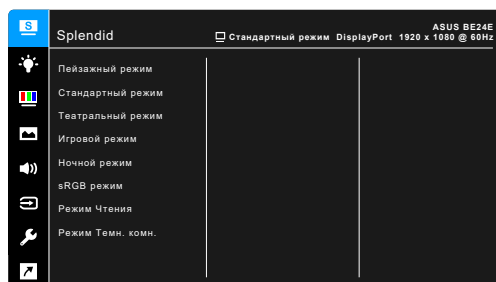 S
Splendid
Стандартный режим DisplayPort 1920 x 1080 @ 60Hz
ASUS BE24E
Пейзажный режим
Стандартный режим
Театральный режим
Игровой режим
Ночной режим
sRGB режим
Режим Чтения
Режим Темн. комн.